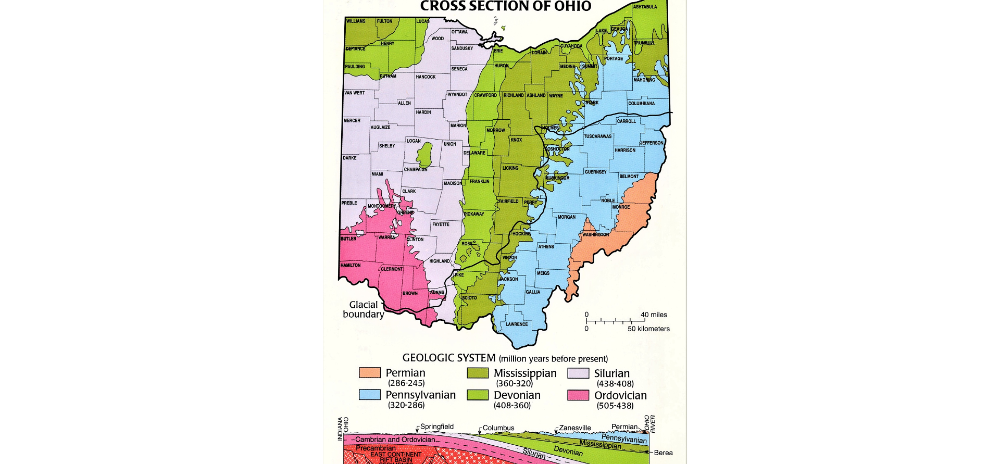 CROSS SECTION OF OHIO
ASHTABULA
WILLIAMS
FULTON
LUCAS
LAKE
GEAUGA
OTTAWA
WOOD
HENRY
TRUMBULL
DEFIANCE
SANDUSKY
ERIE
LORAIN
CUYAHOGA
PORTAGE
PAULDING
SENECA
HURON
MEDINA
SUMMIT
PUTNAM
HANCOCK
MAHONING
VAN WERT
WYANDOT
CRAWFORD
RICHLAND
ASHLAND
WAYNE
ALLEN
STARK
COLUMBIANA
HARDIN
MERCER
AUGLAIZE
MARION
MORROW
HOLMES
CARROLL
LOGAN
UNION
KNOX
TUSCARAWAS
JEFFERSON
SHELBY
DELAWARE
COSHOCTON
HARRISON
DARKE
CHAMPAIGN
LICKING
MIAMI
GUERNSEY
BELMONT
MADISON
FRANKLIN
MUSKINGUM
CLARK
PREBLE
MONTGOMERY
GREENE
FAIRFIELD
PERRY
NOBLE
MONROE
PICKAWAY
MORGAN
FAYETTE
BUTLER
WARREN
CLINTON
ROSS
HOCKING
WASHINGTON
ATHENS
HIGHLAND
VINTON
HAMILTON
CLERMONT
PIKE
JACKSON
MEIGS
BROWN
ADAMS
SCIOTO
GALLIA
LAWRENCE
Glacial
boundary
0 40 miles
0 50 kilometers
GEOLOGIC SYSTEM (million years before present)
Permian
(286-245)
Mississippian
(360-320)
Silurian
(438-408)
Pennsylvanian
(320-286)
Devonian
(408-360)
Ordovician
(505-438)
INDIANA
OHIO
Springfield
Columbus
Zanesville
Permian
OHIO
RIVER
Cambrian and Ordovician
Pennsylvanian
Mississippian
Precambrian
EAST CONTINENT
RIFT BASIN
SEDIMENTS
Silurian
Devonian
Berea